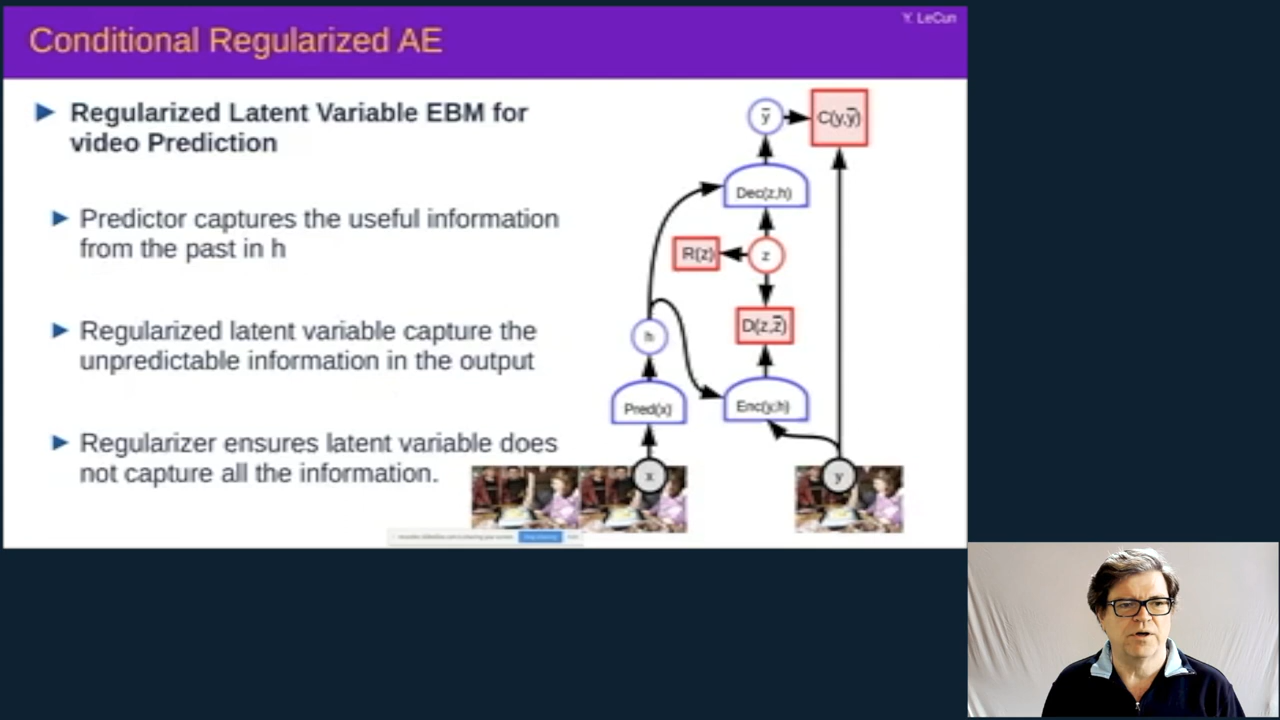 Y. LeCun
Conditional Regularized AE
Regularized Latent Variable EBM for
video Prediction
Predictor captures the useful information
from the past in h
Regularized latent variable capture the
unpredictable information in the output
Regularizer ensures latent variable does
not capture all the information.
y̅
C(y,y̅)
Dec(z,h)
R(z)
z
D(z,z̅)
h
Pred(x)
Enc(y,h)
x
y